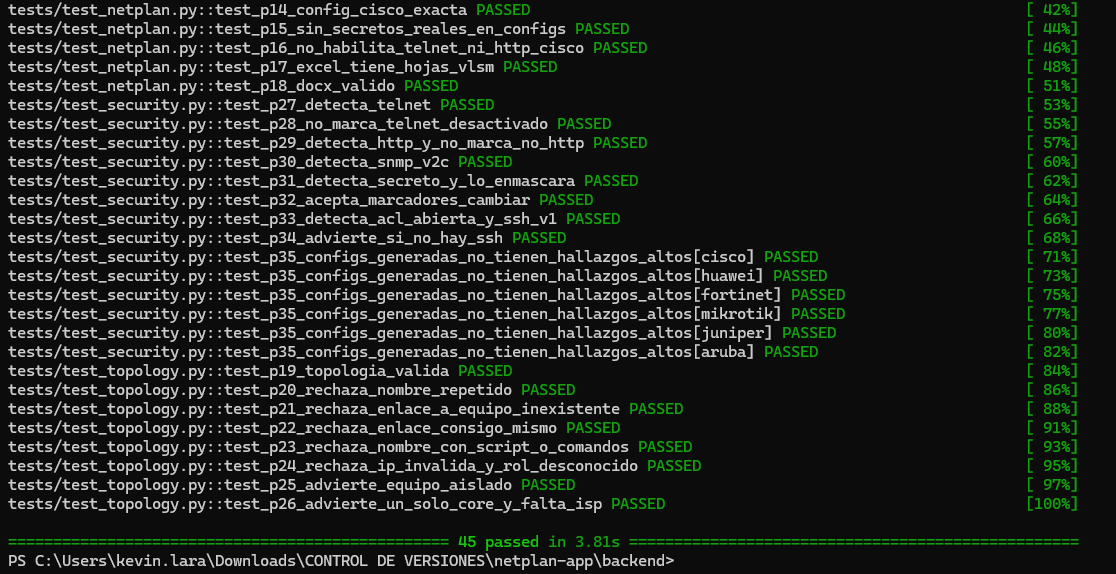 tests/test_netplan.py::test_p14_config_cisco_exacta PASSED [ 42%]
tests/test_netplan.py::test_p15_sin_secretos_reales_en_configs PASSED [ 44%]
tests/test_netplan.py::test_p16_no_habilita_telnet_ni_http_cisco PASSED [ 46%]
tests/test_netplan.py::test_p17_excel_tiene_hojas_vlsm PASSED [ 48%]
tests/test_netplan.py::test_p18_docx_valido PASSED [ 51%]
tests/test_security.py::test_p27_detecta_telnet PASSED [ 53%]
tests/test_security.py::test_p28_no_marca_telnet_desactivado PASSED [ 55%]
tests/test_security.py::test_p29_detecta_http_y_no_marca_no_http PASSED [ 57%]
tests/test_security.py::test_p30_detecta_snmp_v2c PASSED [ 60%]
tests/test_security.py::test_p31_detecta_secreto_y_lo_enmascara PASSED [ 62%]
tests/test_security.py::test_p32_acepta_marcadores_cambiar PASSED [ 64%]
tests/test_security.py::test_p33_detecta_acl_abierta_y_ssh_v1 PASSED [ 66%]
tests/test_security.py::test_p34_advierte_si_no_hay_ssh PASSED [ 68%]
tests/test_security.py::test_p35_configs_generadas_no_tienen_hallazgos_altos[cisco] PASSED [ 71%]
tests/test_security.py::test_p35_configs_generadas_no_tienen_hallazgos_altos[huawei] PASSED [ 73%]
tests/test_security.py::test_p35_configs_generadas_no_tienen_hallazgos_altos[fortinet] PASSED [ 75%]
tests/test_security.py::test_p35_configs_generadas_no_tienen_hallazgos_altos[mikrotik] PASSED [ 77%]
tests/test_security.py::test_p35_configs_generadas_no_tienen_hallazgos_altos[juniper] PASSED [ 80%]
tests/test_security.py::test_p35_configs_generadas_no_tienen_hallazgos_altos[aruba] PASSED [ 82%]
tests/test_topology.py::test_p19_topologia_valida PASSED [ 84%]
tests/test_topology.py::test_p20_rechaza_nombre_repetido PASSED [ 86%]
tests/test_topology.py::test_p21_rechaza_enlace_a_equipo_inexistente PASSED [ 88%]
tests/test_topology.py::test_p22_rechaza_enlace_consigo_mismo PASSED [ 91%]
tests/test_topology.py::test_p23_rechaza_nombre_con_script_o_comandos PASSED [ 93%]
tests/test_topology.py::test_p24_rechaza_ip_invalida_y_rol_desconocido PASSED [ 95%]
tests/test_topology.py::test_p25_advierte_equipo_aislado PASSED [ 97%]
tests/test_topology.py::test_p26_advierte_un_solo_core_y_falta_isp PASSED [100%]
================================================= 45 passed in 3.81s ==================================================
PS C:\Users\kevin.lara\Downloads\CONTROL DE VERSIONES\netplan-app\backend>